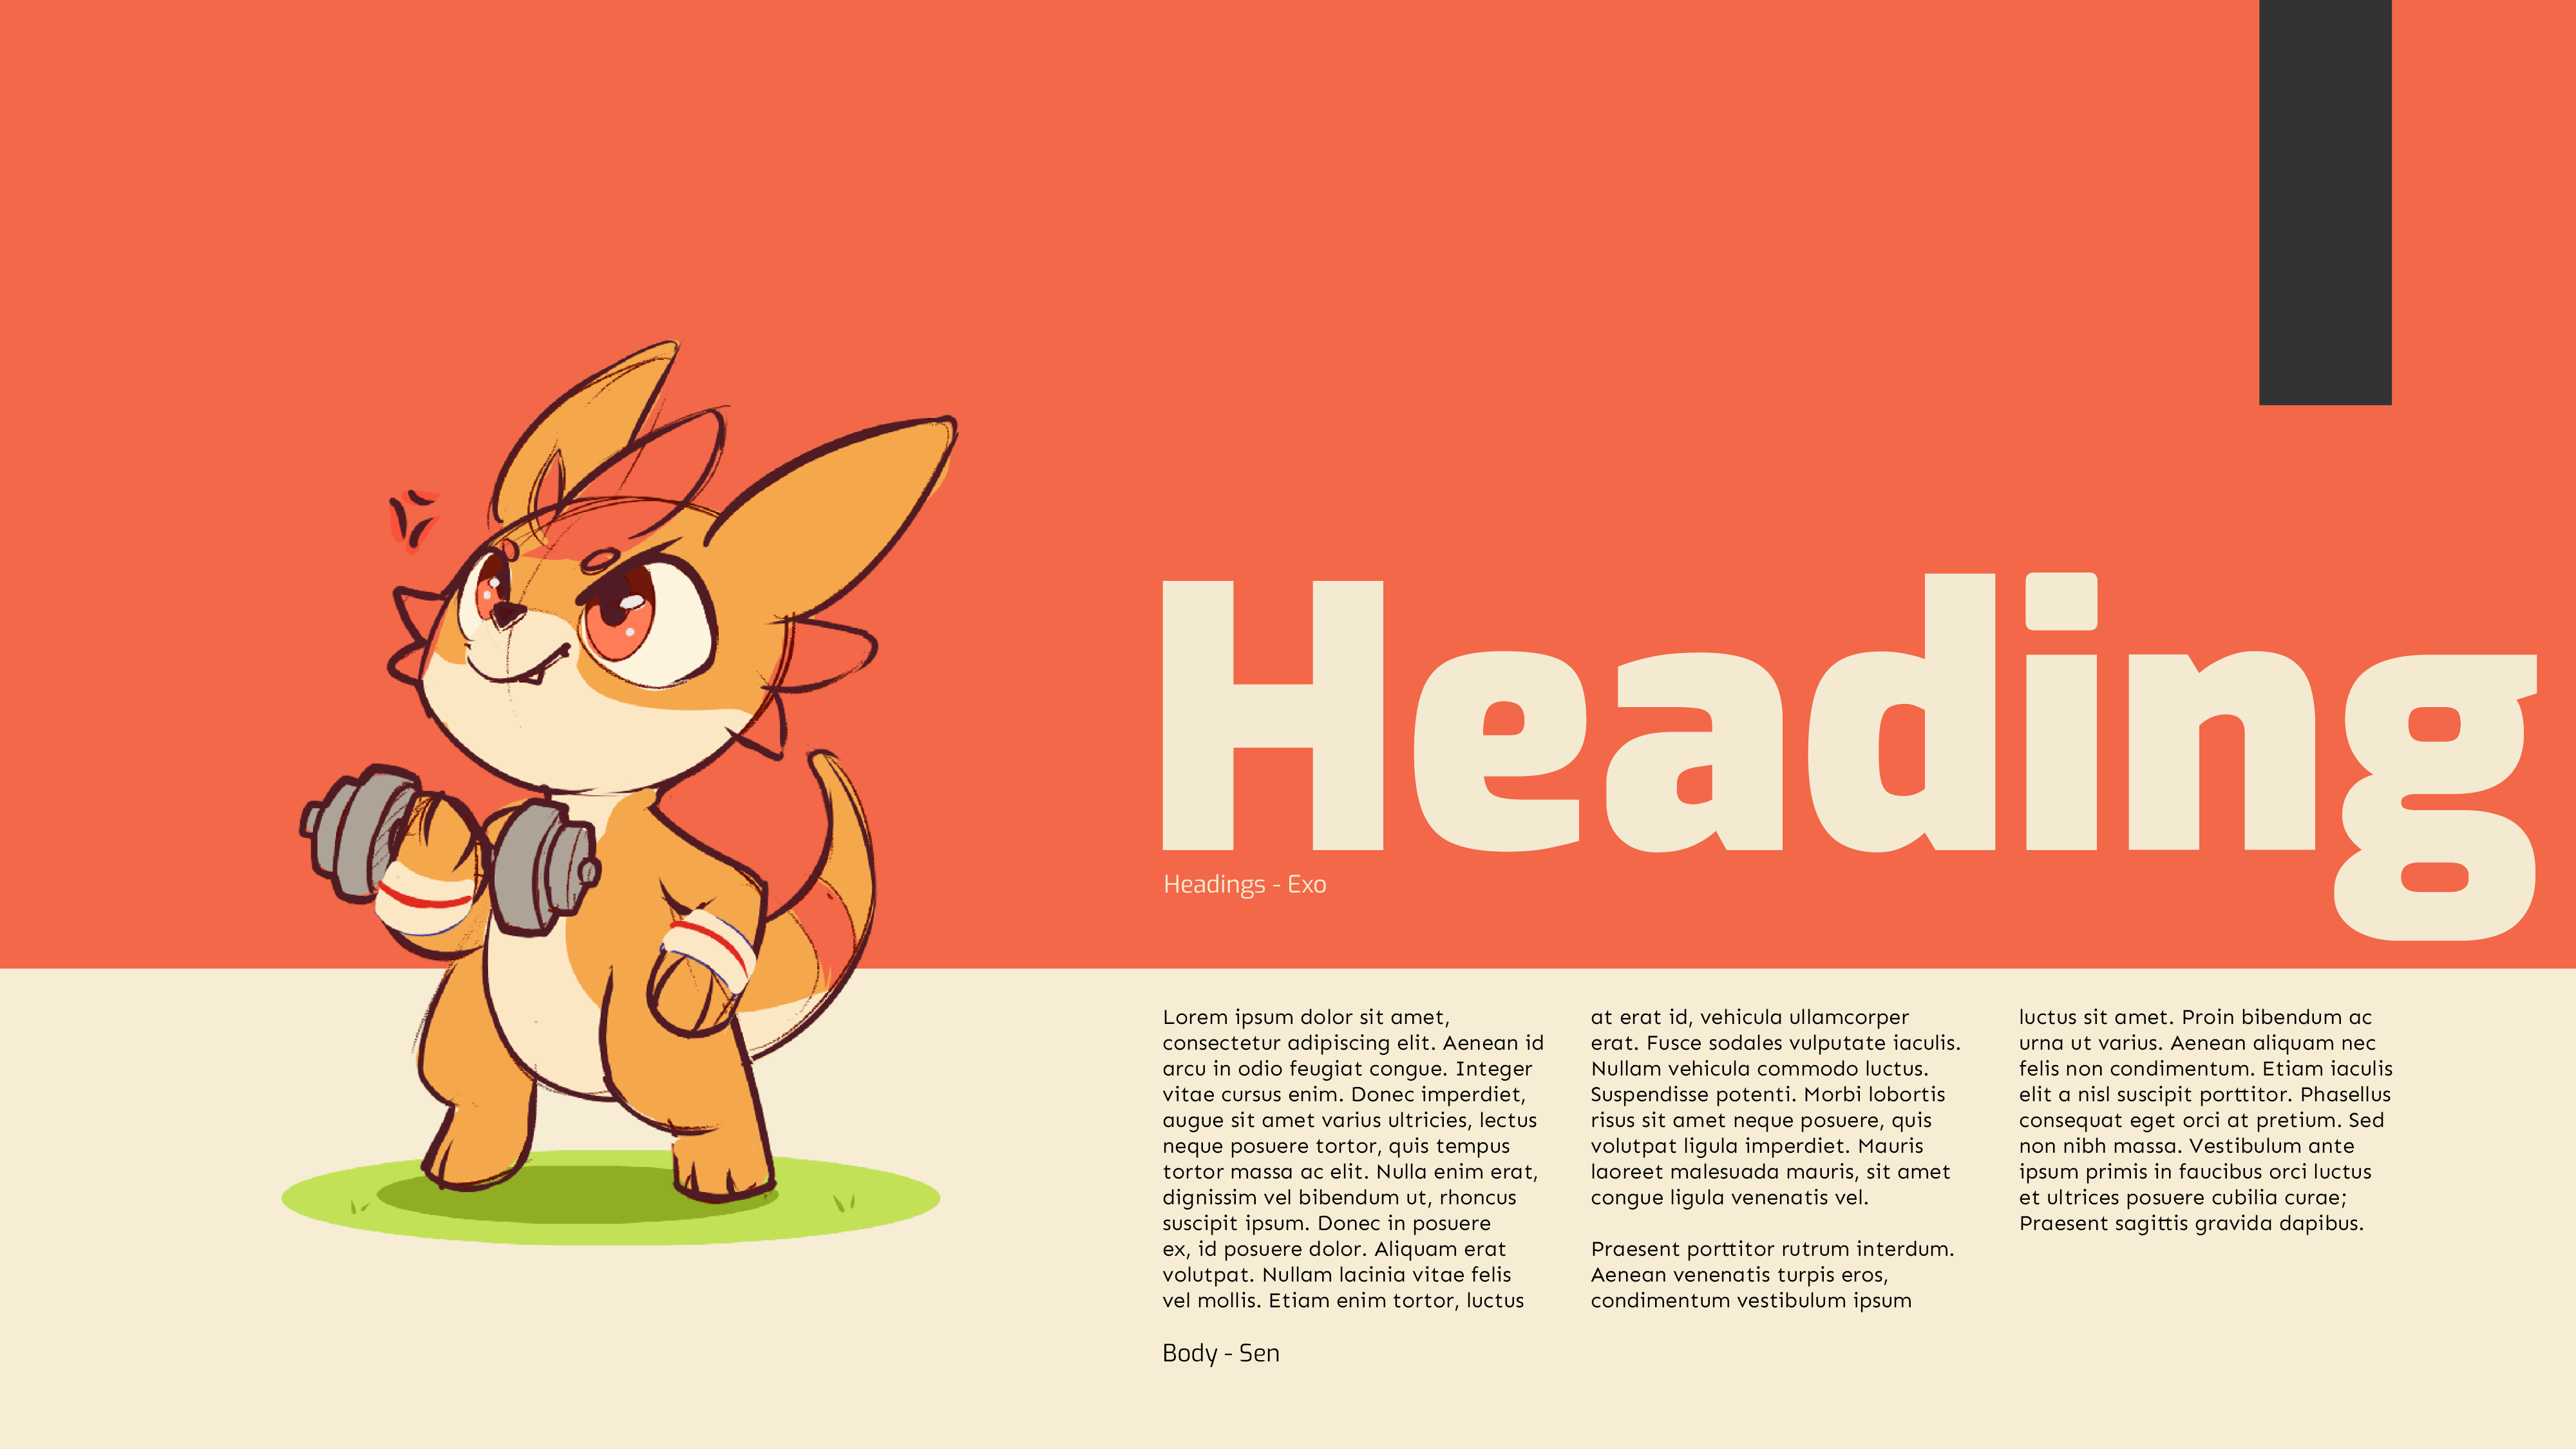 Heading
Headings - Exo
Lorem ipsum dolor sit amet,
consectetur adipiscing elit. Aenean id
arcu in odio feugiat congue. Integer
vitae cursus enim. Donec imperdiet,
augue sit amet varius ultricies, lectus
neque posuere tortor, quis tempus
tortor massa ac elit. Nulla enim erat,
dignissim vel bibendum ut, rhoncus
suscipit ipsum. Donec in posuere
ex, id posuere dolor. Aliquam erat
volutpat. Nullam lacinia vitae felis
vel mollis. Etiam enim tortor, luctus
at erat id, vehicula ullamcorper
erat. Fusce sodales vulputate iaculis.
Nullam vehicula commodo luctus.
Suspendisse potenti. Morbi lobortis
risus sit amet neque posuere, quis
volutpat ligula imperdiet. Mauris
laoreet malesuada mauris, sit amet
congue ligula venenatis vel.
Praesent porttitor rutrum interdum.
Aenean venenatis turpis eros,
condimentum vestibulum ipsum
luctus sit amet. Proin bibendum ac
urna ut varius. Aenean aliquam nec
felis non condimentum. Etiam iaculis
elit a nisl suscipit porttitor. Phasellus
consequat eget orci at pretium. Sed
non nibh massa. Vestibulum ante
ipsum primis in faucibus orci luctus
et ultrices posuere cubilia curae;
Praesent sagittis gravida dapibus.
Body - Sen